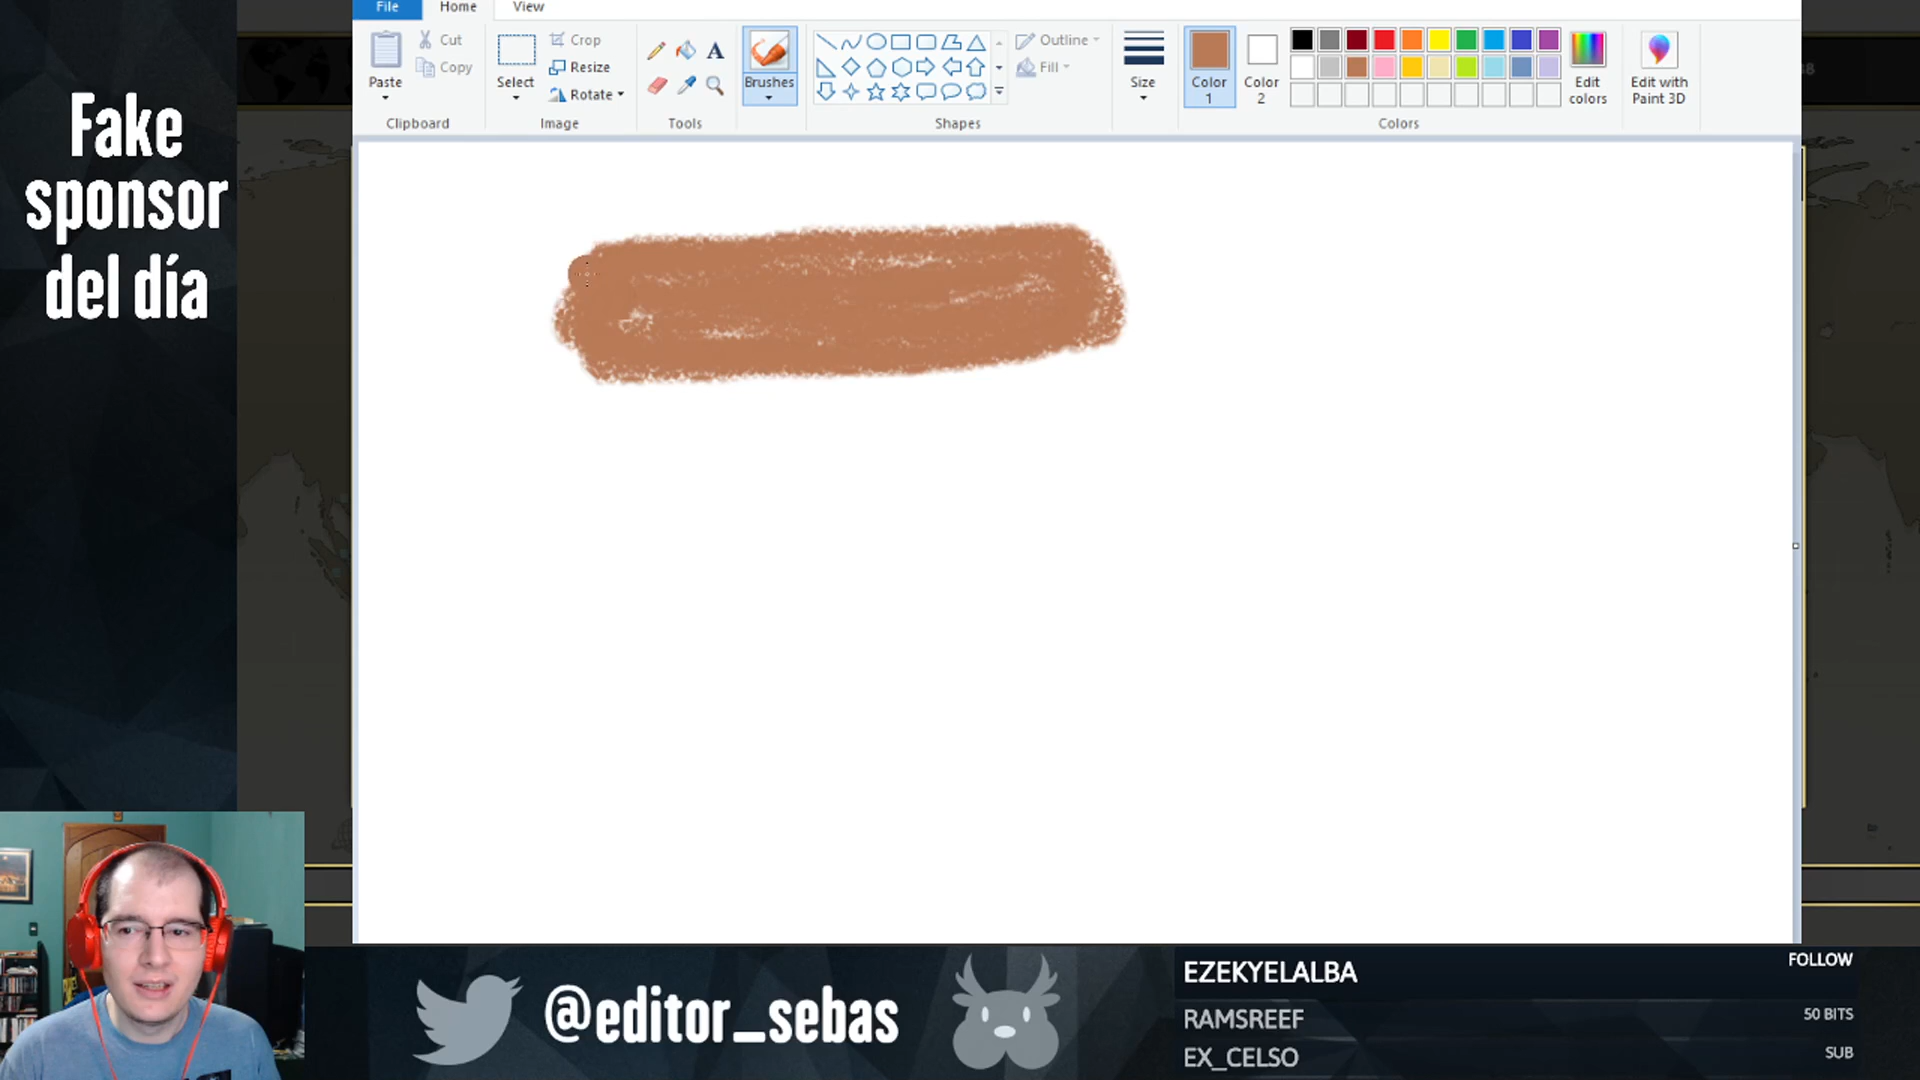 File Home View
Cut
Copy
Paste
Clipboard
Select
Crop
Resize
Rotate
Image
A
Tools
Brushes
Shapes
Outline
Fill
Size
Color
1
Color
2
Colors
Edit
colors
Edit with
Paint 3D
Fake
sponsor
del día
@editor_sebas
EZEKYELALBA FOLLOW
RAMSREEF 50 BITS
EX_CELSO SUB